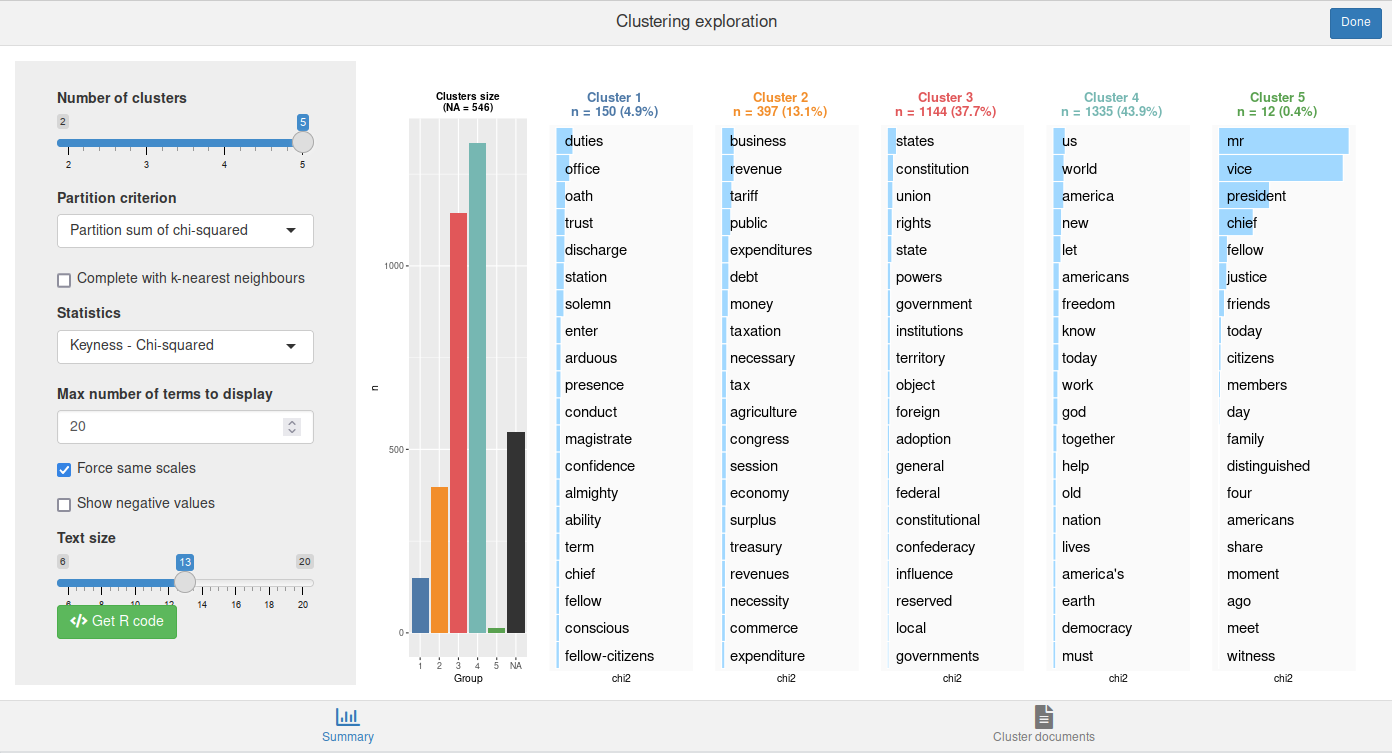 Clustering exploration
Done
Number of clusters
2
5
2 3 4 5
Partition criterion
Partition sum of chi-squared
Complete with k-nearest neighbours
Statistics
Keyness - Chi-squared
Max number of terms to display
20
Force same scales
Show negative values
Text size
6
13
20
6 8 10 12 14 16 18 20
</> Get R code
Clusters size
(NA = 546)
n
1000
500
0
1 2 3 4 5 NA
Group
Cluster 1
n = 150 (4.9%)
duties
office
oath
trust
discharge
station
solemn
enter
arduous
presence
conduct
magistrate
confidence
almighty
ability
term
chief
fellow
conscious
fellow-citizens
chi2
Cluster 2
n = 397 (13.1%)
business
revenue
tariff
public
expenditures
debt
money
taxation
necessary
tax
agriculture
congress
session
economy
surplus
treasury
revenues
necessity
commerce
expenditure
chi2
Cluster 3
n = 1144 (37.7%)
states
constitution
union
rights
state
powers
government
institutions
territory
object
foreign
adoption
general
federal
constitutional
confederacy
influence
reserved
local
governments
chi2
Cluster 4
n = 1335 (43.9%)
us
world
america
new
let
americans
freedom
know
today
work
god
together
help
old
nation
lives
america's
earth
democracy
must
chi2
Cluster 5
n = 12 (0.4%)
mr
vice
president
chief
fellow
justice
friends
today
citizens
members
day
family
distinguished
four
americans
share
moment
ago
meet
witness
chi2
Summary
Cluster documents